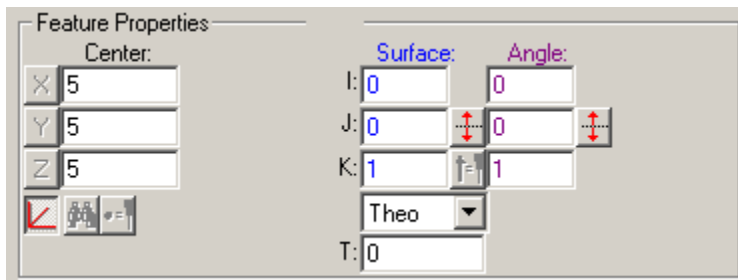 Feature Properties
Center: Surface: Angle:
X 5 I: 0 0
Y 5 J: 0 0
Z 5 K: 1 1
Theo
T: 0